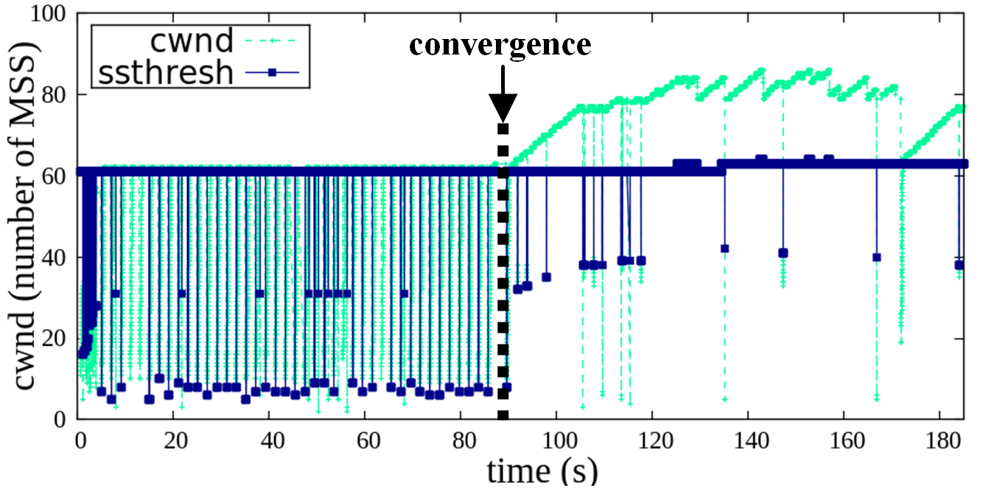 100
80
60
40
20
0
cwnd (number of MSS)
cwnd
ssthresh
convergence
0 20 40 60 80 100 120 140 160 180
time (s)